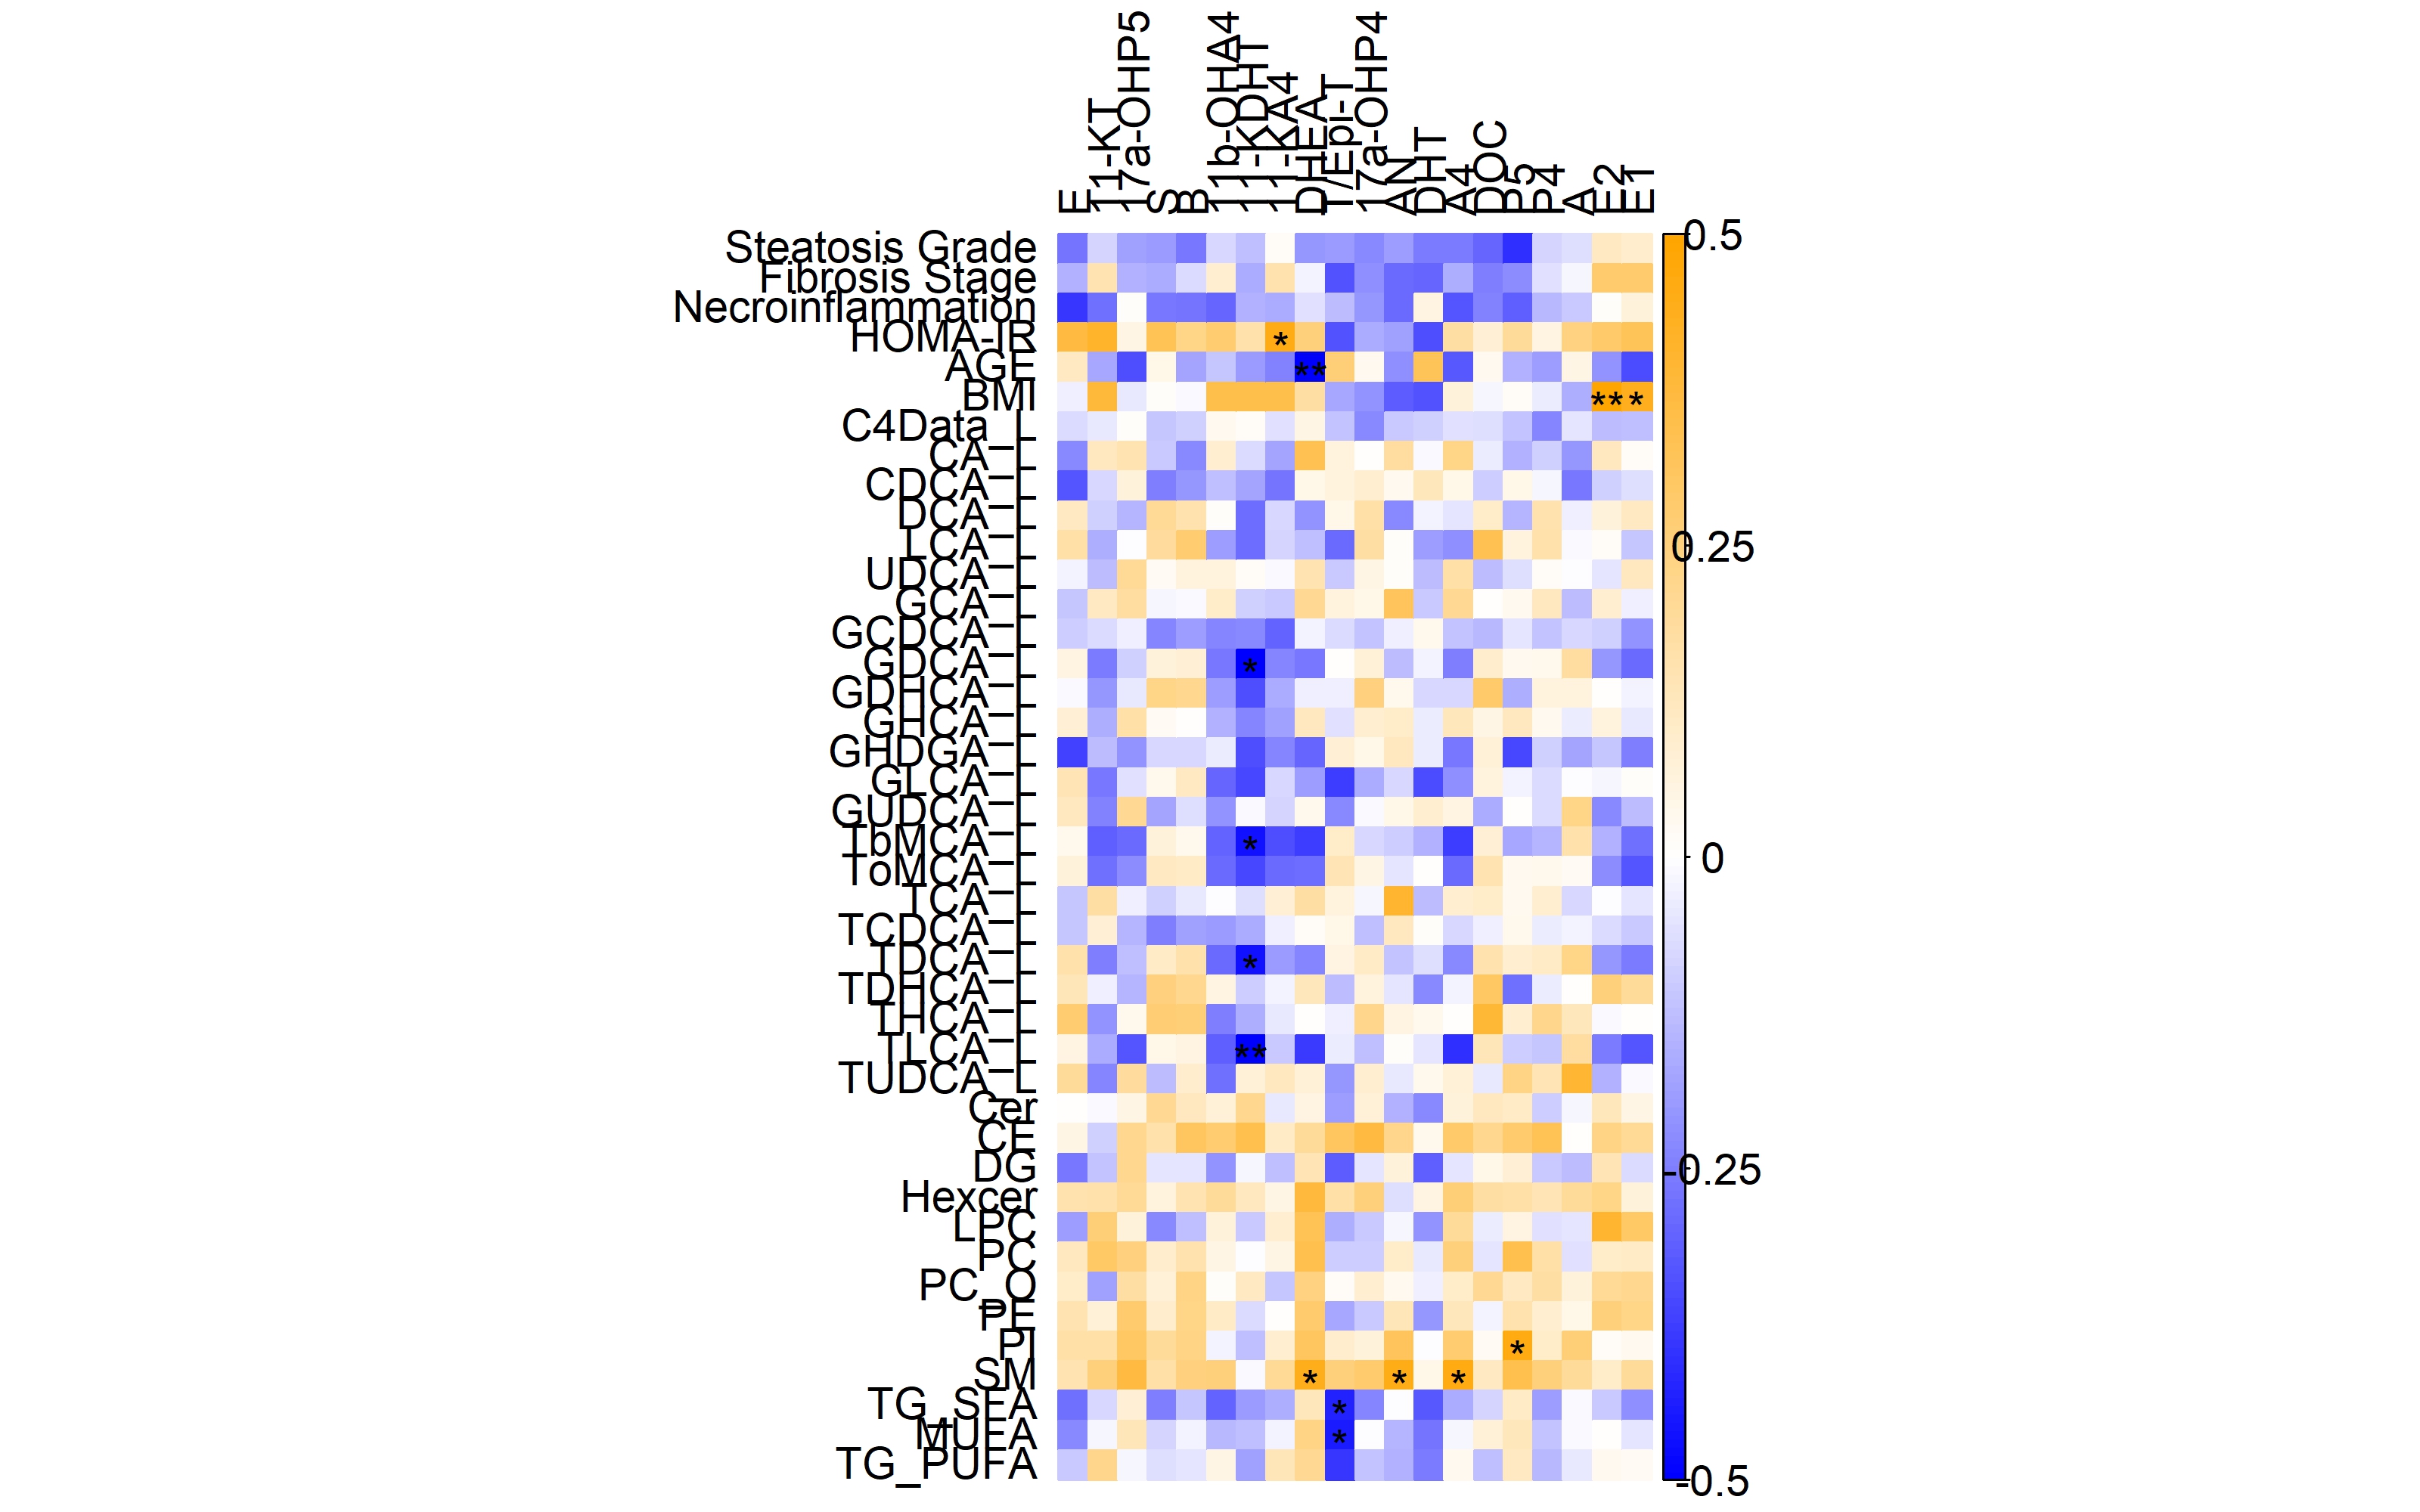 E
11-KT
17a-OHP5
S
B
11b-OHA4
11-KDHT
11-KA4
DHEA
T/Epi-T
17a-OHP4
AN
DHT
A4
DOC
P5
P4
A
E2
E1
Steatosis Grade
Fibrosis Stage
Necroinflammation
HOMA-IR
*
AGE
**
BMI
** *
C4Data_L
CA_L
CDCA_L
DCA_L
LCA_L
UDCA_L
GCA_L
GCDCA_L
GDCA_L
*
GDHCA_L
GHCA_L
GHDGA_L
GLCA_L
GUDCA_L
TbMCA_L
*
ToMCA_L
TCA_L
TCDCA_L
TDCA_L
*
TDHCA_L
THCA_L
TLCA_L
**
TUDCA_L
Cer
CE
DG
Hexcer
LPC
PC
PC_O
PE
PI
*
SM
* * *
TG_SFA
*
MUFA
*
TG_PUFA
0.5
0.25
0
-0.25
-0.5